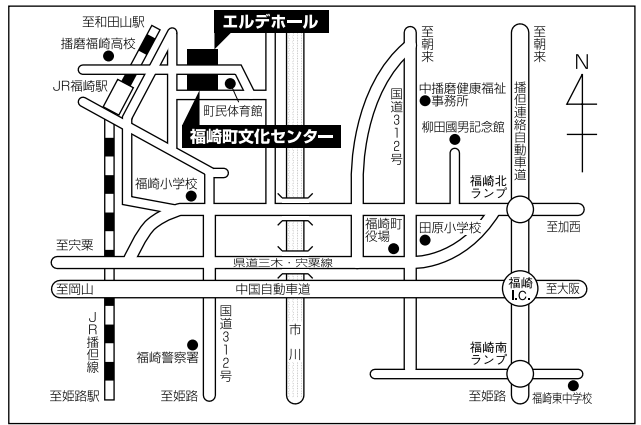 至和田山駅
エルデホール
播磨福崎高校
JR福崎駅
町民体育館
福崎町文化センター
至朝来
至朝来
N
国道312号
中播磨健康福祉
事務所
柳田國男記念館
播但連絡自動車道
福崎小学校
福崎北
ランプ
福崎町
役場
田原小学校
至加西
至宍粟
県道三木・宍粟線
至岡山
中国自動車道
福崎
I.C.
至大阪
JR播但線
国道312号
市川
福崎警察署
福崎南
ランプ
至姫路駅
至姫路
至姫路
福崎東中学校